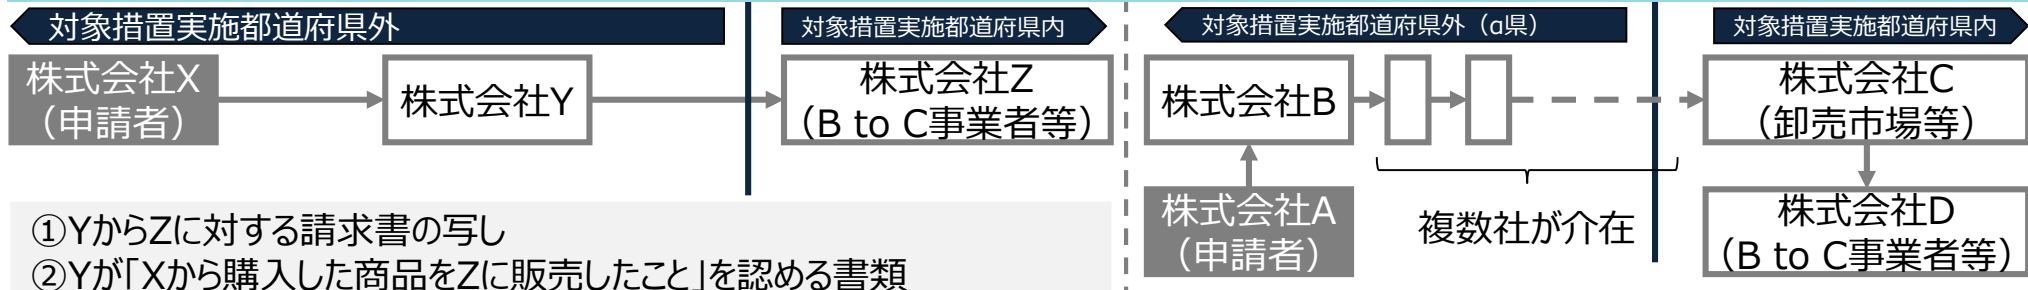 対象措置実施都道府県外
対象措置実施都道府県内
株式会社X
（申請者）
株式会社Y
株式会社Z
（B to C事業者等）
①YからZに対する請求書の写し
②Yが「Xから購入した商品をZに販売したこと」を認める書類
対象措置実施都道府県外（α県）
対象措置実施都道府県内
株式会社B
株式会社C
（卸売市場等）
株式会社A
（申請者）
複数社が介在
株式会社D
（B to C事業者等）